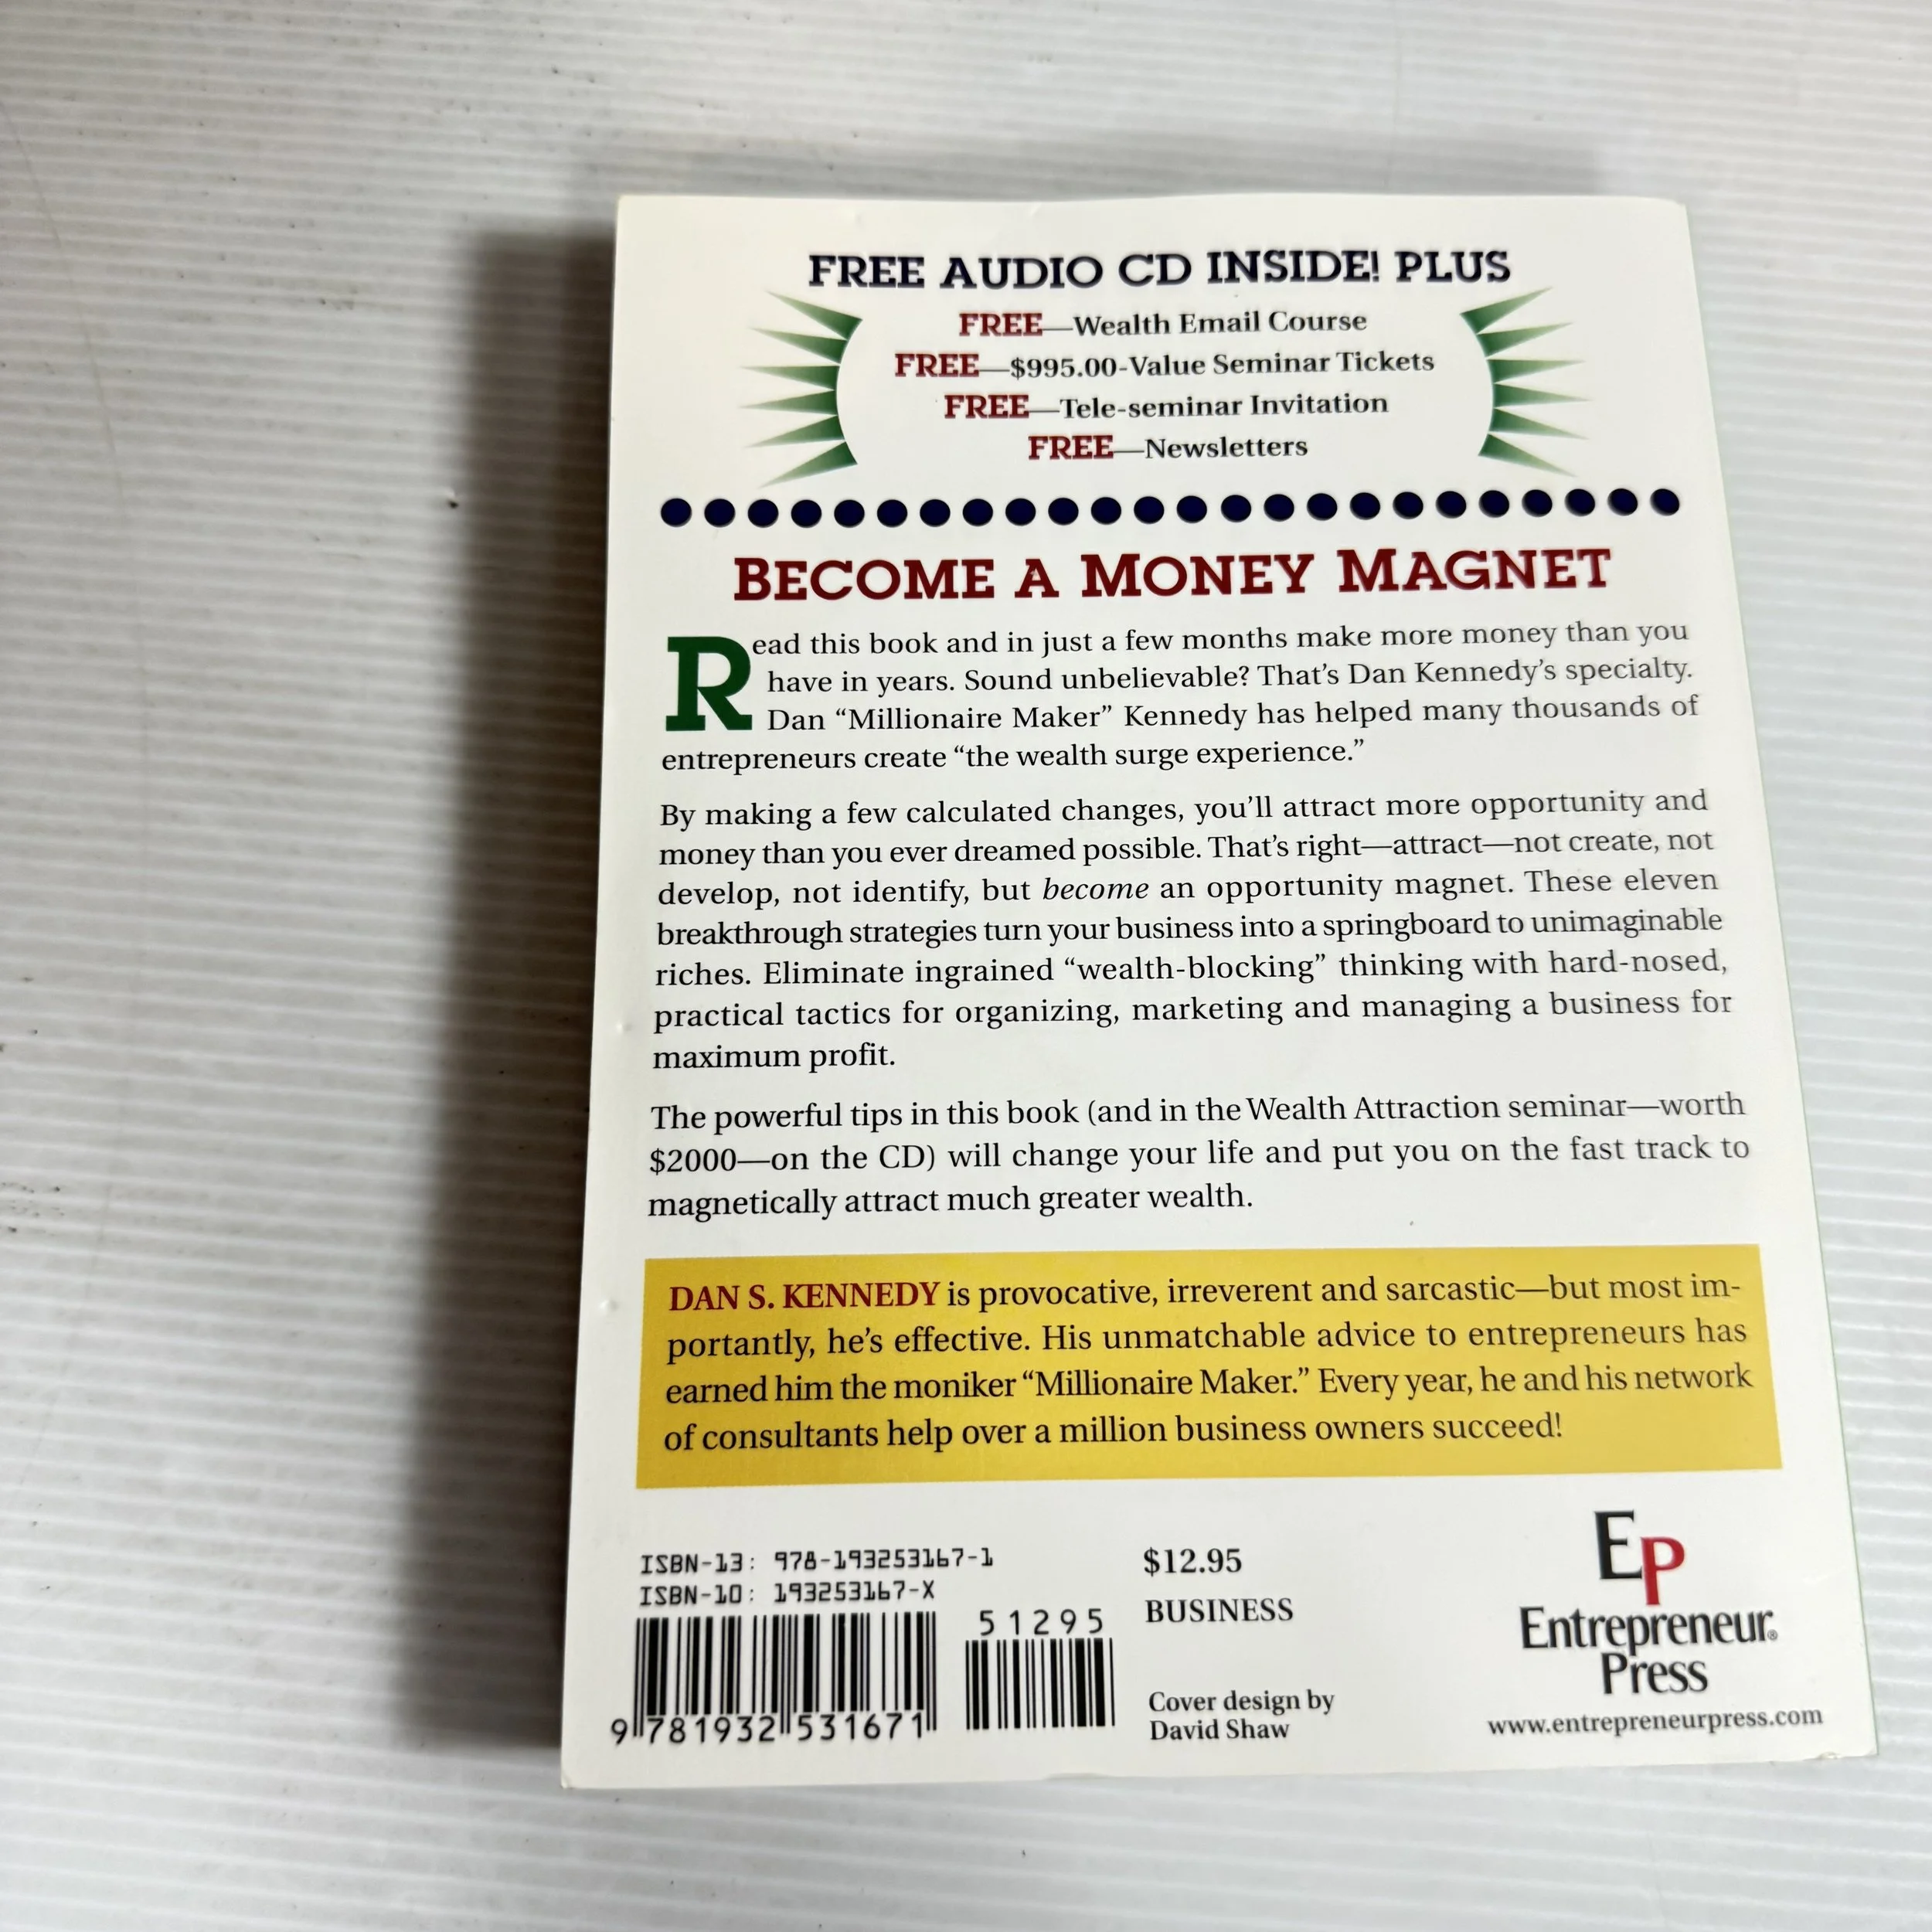 FREE AUDIO CD INSIDE! PLUS
FREE—Wealth Email Course
FREE—$995.00-Value Seminar Tickets
FREE—Tele-seminar Invitation
FREE—Newsletters
BECOME A MONEY MAGNET
Read this book and in just a few months make more money than you
have in years. Sound unbelievable? That’s Dan Kennedy’s specialty.
Dan “Millionaire Maker” Kennedy has helped many thousands of
entrepreneurs create “the wealth surge experience.”
By making a few calculated changes, you’ll attract more opportunity and
money than you ever dreamed possible. That’s right—attract—not create, not
develop, not identify, but become an opportunity magnet. These eleven
breakthrough strategies turn your business into a springboard to unimaginable
riches. Eliminate ingrained “wealth-blocking” thinking with hard-nosed,
practical tactics for organizing, marketing and managing a business for
maximum profit.
The powerful tips in this book (and in the Wealth Attraction seminar—worth
$2000—on the CD) will change your life and put you on the fast track to
magnetically attract much greater wealth.
DAN S. KENNEDY is provocative, irreverent and sarcastic—but most im-
portantly, he’s effective. His unmatchable advice to entrepreneurs has
earned him the moniker “Millionaire Maker.” Every year, he and his network
of consultants help over a million business owners succeed!
ISBN-13: 978-193253167-1
ISBN-10: 193253167-X
51295
9 781932 531671
$12.95
BUSINESS
Cover design by
David Shaw
EP
Entrepreneur®
Press
www.entrepreneurpress.com